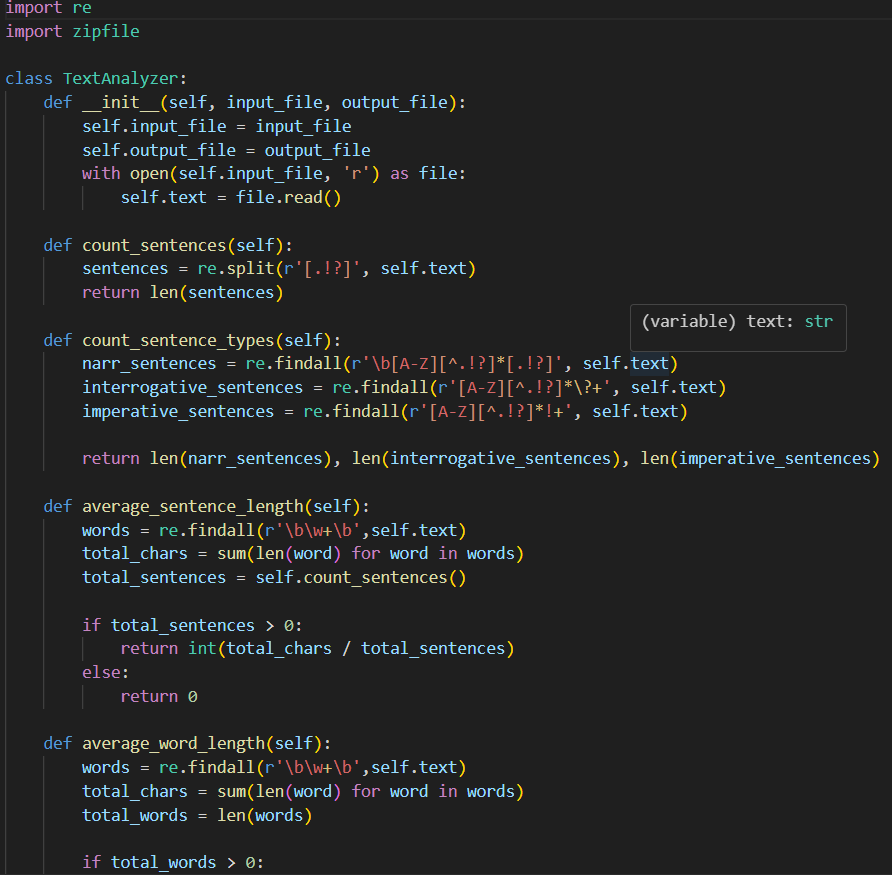 import re
import zipfile
class TextAnalyzer:
    def __init__(self, input_file, output_file):
        self.input_file = input_file
        self.output_file = output_file
        with open(self.input_file, 'r') as file:
            self.text = file.read()
    def count_sentences(self):
        sentences = re.split(r'[.!?]', self.text)
        return len(sentences)
(variable) text: str
    def count_sentence_types(self):
        narr_sentences = re.findall(r'\b[A-Z][^.!?]*[.!?]', self.text)
        interrogative_sentences = re.findall(r'[A-Z][^.!?]*\?+', self.text)
        imperative_sentences = re.findall(r'[A-Z][^.!?]*!+', self.text)
        return len(narr_sentences), len(interrogative_sentences), len(imperative_sentences)
    def average_sentence_length(self):
        words = re.findall(r'\b\w+\b',self.text)
        total_chars = sum(len(word) for word in words)
        total_sentences = self.count_sentences()
        if total_sentences > 0:
            return int(total_chars / total_sentences)
        else:
            return 0
    def average_word_length(self):
        words = re.findall(r'\b\w+\b',self.text)
        total_chars = sum(len(word) for word in words)
        total_words = len(words)
        if total_words > 0: